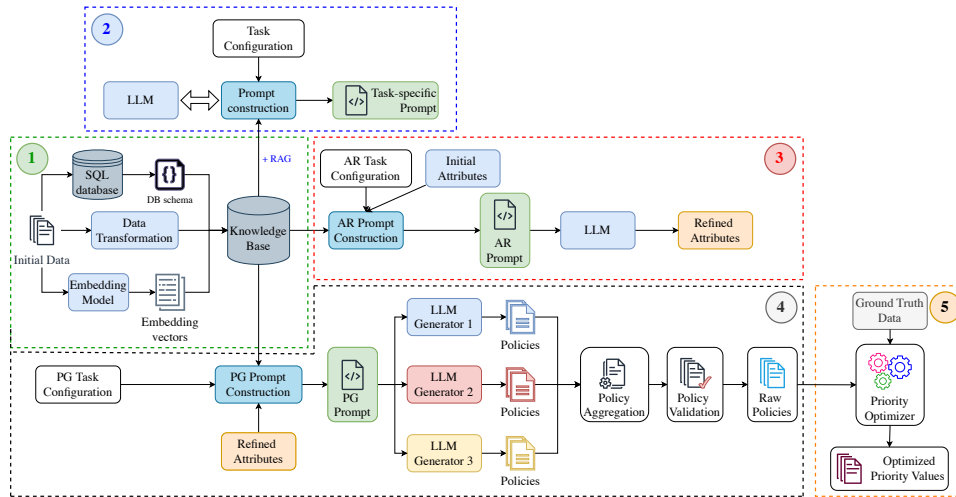 2
Task
Configuration
LLM
Prompt
construction
</>
Task-specific
Prompt
+ RAG
1
SQL
database
{}
DB schema
Initial Data
Data
Transformation
Embedding
Model
Embedding
vectors
Knowledge
Base
3
AR Task
Configuration
Initial
Attributes
AR Prompt
Construction
</>
AR
Prompt
LLM
Refined
Attributes
4
PG Task
Configuration
PG Prompt
Construction
Refined
Attributes
</>
PG
Prompt
LLM
Generator 1
Policies
LLM
Generator 2
Policies
LLM
Generator 3
Policies
Policy
Aggregation
Policy
Validation
Raw
Policies
5
Ground Truth
Data
Priority
Optimizer
Optimized
Priority Values